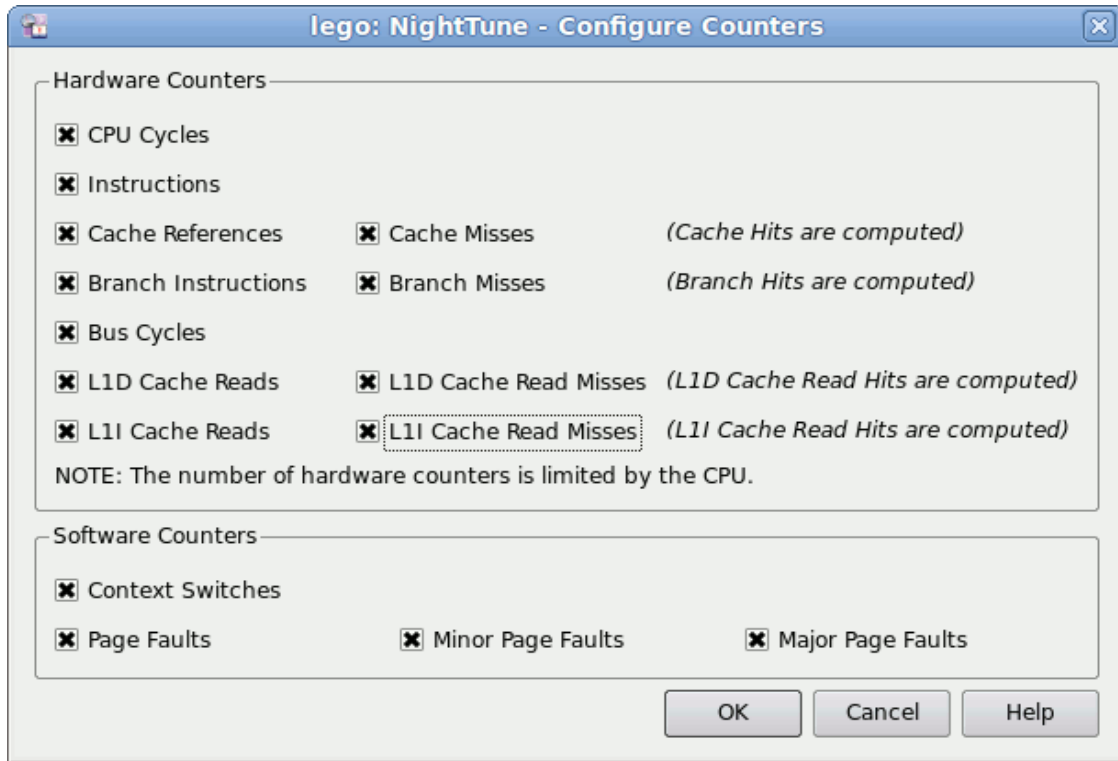 lego: NightTune - Configure Counters
Hardware Counters
CPU Cycles
Instructions
Cache References Cache Misses (Cache Hits are computed)
Branch Instructions Branch Misses (Branch Hits are computed)
Bus Cycles
L1D Cache Reads L1D Cache Read Misses (L1D Cache Read Hits are computed)
L1I Cache Reads L1I Cache Read Misses (L1I Cache Read Hits are computed)
NOTE: The number of hardware counters is limited by the CPU.
Software Counters
Context Switches
Page Faults Minor Page Faults Major Page Faults
OK Cancel Help